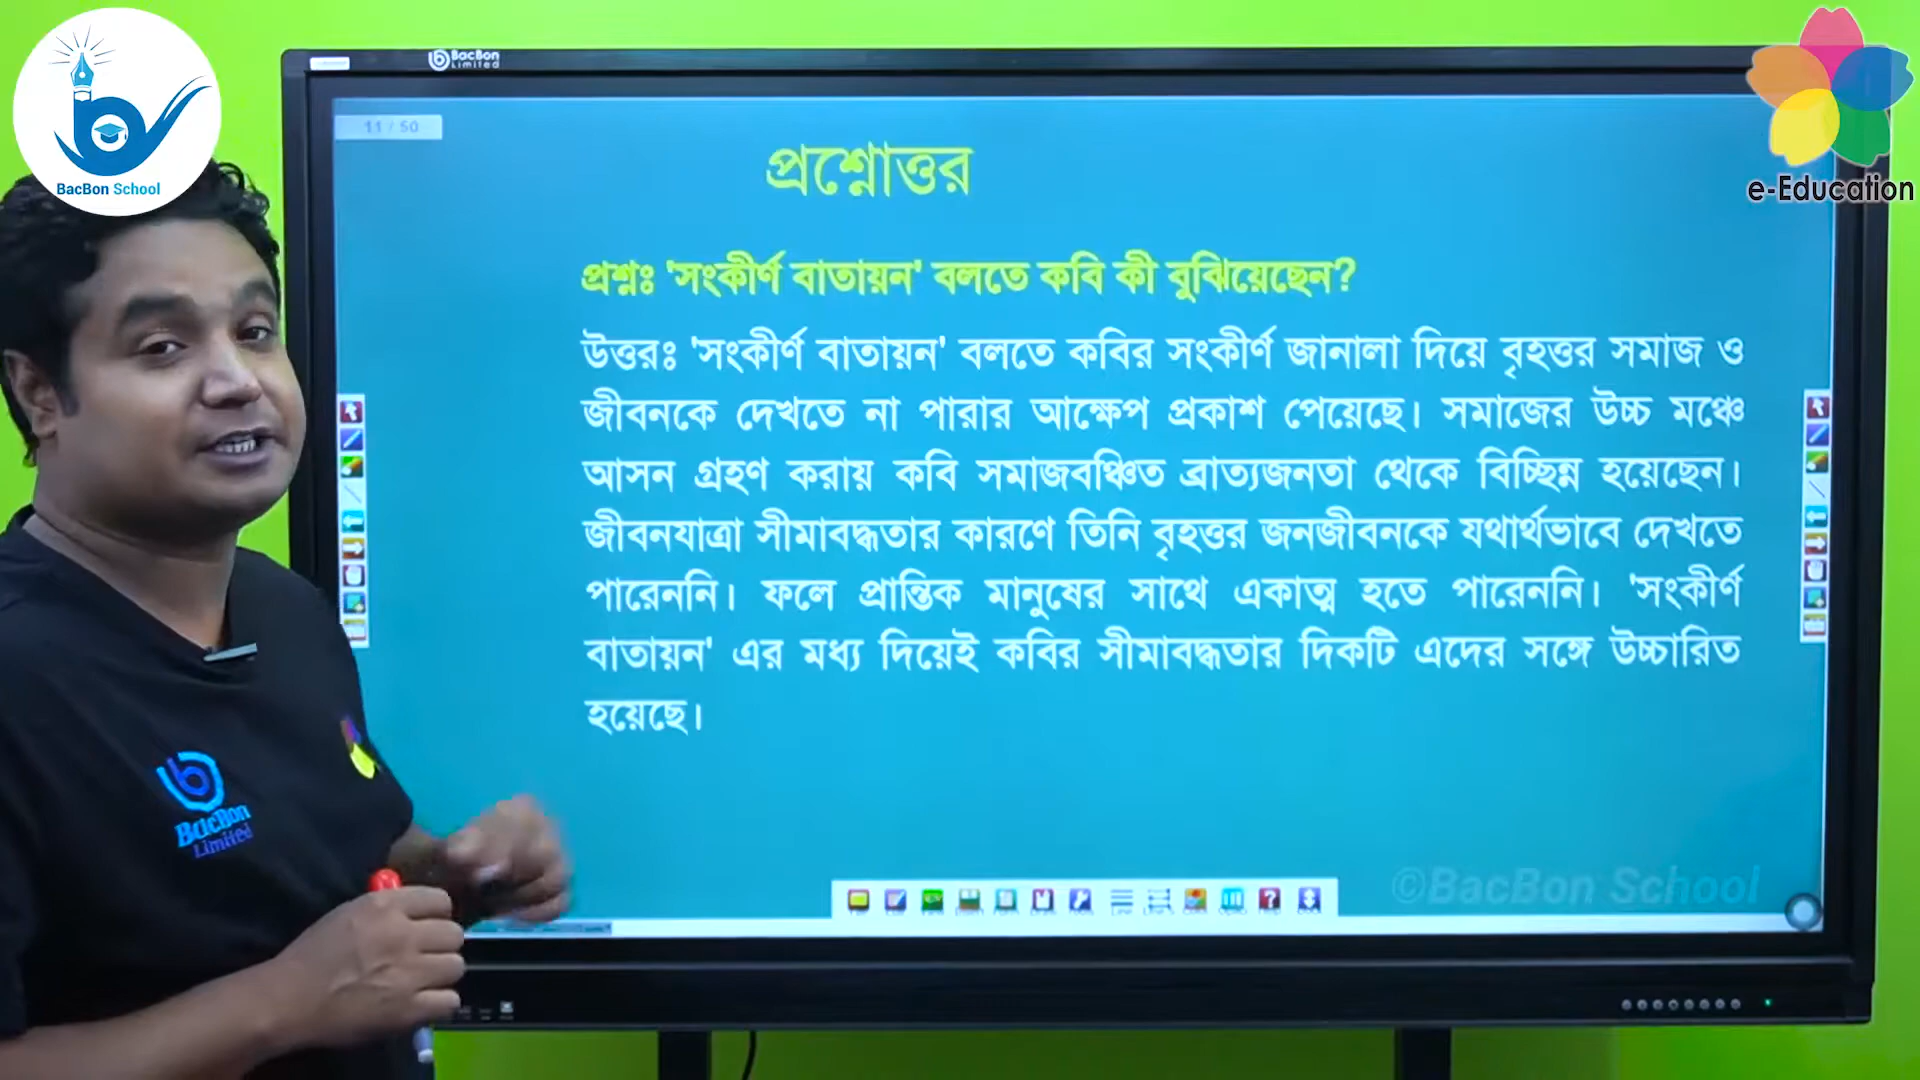 BacBon School
BacBon
Limited
e-Education
11 / 50
প্রশ্নোত্তর
প্রশ্নঃ 'সংকীর্ণ বাতায়ন' বলতে কবি কী বুঝিয়েছেন?
উত্তরঃ 'সংকীর্ণ বাতায়ন' বলতে কবির সংকীর্ণ জানালা দিয়ে বৃহত্তর সমাজ ও
জীবনকে দেখতে না পারার আক্ষেপ প্রকাশ পেয়েছে। সমাজের উচ্চ মঞ্চে
আসন গ্রহণ করায় কবি সমাজবঞ্চিত ব্রাত্যজনতা থেকে বিচ্ছিন্ন হয়েছেন।
জীবনযাত্রা সীমাবদ্ধতার কারণে তিনি বৃহত্তর জনজীবনকে যথার্থভাবে দেখতে
পারেননি। ফলে প্রান্তিক মানুষের সাথে একাত্ম হতে পারেননি। 'সংকীর্ণ
বাতায়ন' এর মধ্য দিয়েই কবির সীমাবদ্ধতার দিকটি এদের সঙ্গে উচ্চারিত
হয়েছে।
BacBon
Limited
©BacBon School